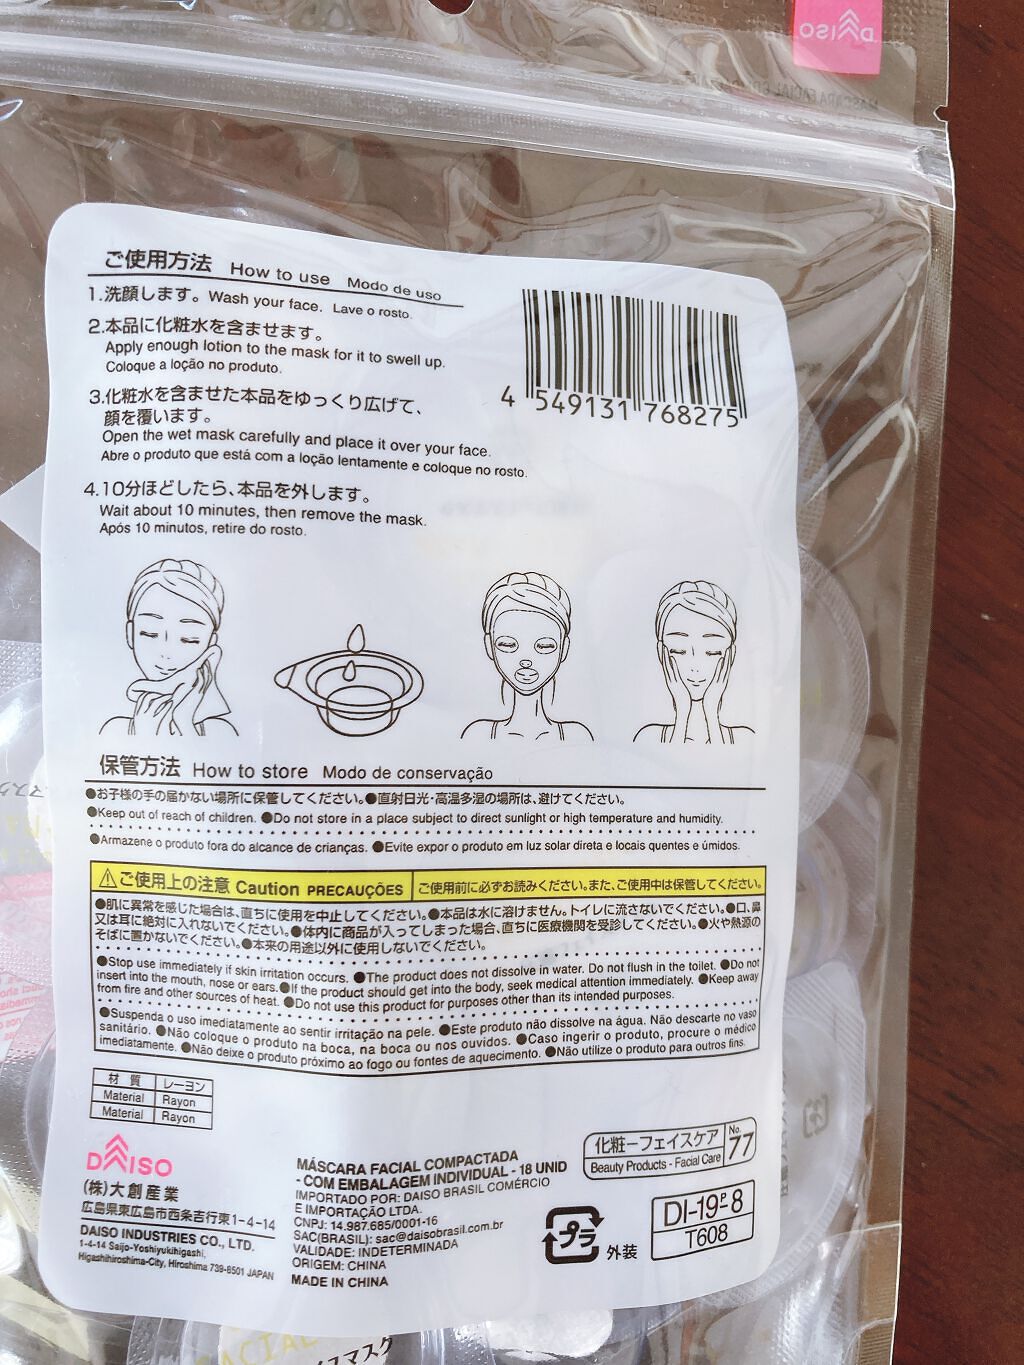 DAISO
ご使用方法 How to use Modo de uso
1.洗顔します。Wash your face. Lave o rosto.
2.本品に化粧水を含ませます。
Apply enough lotion to the mask for it to swell up.
Coloque a loção no produto.
3.化粧水を含ませた本品をゆっくり広げて、
顔を覆います。
Open the wet mask carefully and place it over your face.
Abre o produto que está com a loção lentamente e coloque no rosto.
4.10分ほどしたら、本品を外します。
Wait about 10 minutes, then remove the mask.
Após 10 minutos, retire do rosto.
4 549131 768275
保管方法 How to store Modo de conservação
●お子様の手の届かない場所に保管してください。●直射日光・高温多湿の場所は、避けてください。
●Keep out of reach of children. ●Do not store in a place subject to direct sunlight or high temperature and humidity.
●Armazene o produto fora do alcance de crianças. ●Evite expor o produto em luz solar direta e locais quentes e úmidos.
⚠ご使用上の注意 Caution PRECAUÇÕES ご使用前に必ずお読みください。また、ご使用中は保管してください。
●肌に異常を感じた場合は、直ちに使用を中止してください。●本品は水に溶けません。トイレに流さないでください。●口、鼻
又は耳に絶対に入れないでください。●体内に商品が入ってしまった場合、直ちに医療機関を受診してください。●火や熱源の
そばに置かないでください。●本来の用途以外に使用しないでください。
●Stop use immediately if skin irritation occurs. ●The product does not dissolve in water. Do not flush in the toilet. ●Do not
insert into the mouth, nose or ears. ●If the product should get into the body, seek medical attention immediately. ●Keep away
from fire and other sources of heat. ●Do not use this product for purposes other than its intended purposes.
●Suspenda o uso imediatamente ao sentir irritação na pele. ●Este produto não dissolve na água. Não descarte no vaso
sanitário. ●Não coloque o produto na boca, na boca ou nos ouvidos. ●Caso ingerir o produto, procure o médico
imediatamente. ●Não deixe o produto próximo ao fogo ou fontes de aquecimento. ●Não utilize o produto para outros fins.
材質 レーヨン
Material Rayon
Material Rayon
DAISO
(株)大創産業
広島県東広島市西条吉行東1-4-14
DAISO INDUSTRIES CO., LTD.
1-4-14 Saijo-Yoshiyukihigashi,
Higashihiroshima-City, Hiroshima 739-8501 JAPAN
MÁSCARA FACIAL COMPACTADA
- COM EMBALAGEM INDIVIDUAL - 18 UNID
IMPORTADO POR: DAISO BRASIL COMÉRCIO
E IMPORTAÇÃO LTDA.
CNPJ: 14.987.685/0001-16
SAC(BRASIL): sac@daisobrasil.com.br
VALIDADE: INDETERMINADA
ORIGEM: CHINA
MADE IN CHINA
化粧ーフェイスケア
Beauty Products - Facial Care
No.
77
プラ 外装
DI-19P-8
T608